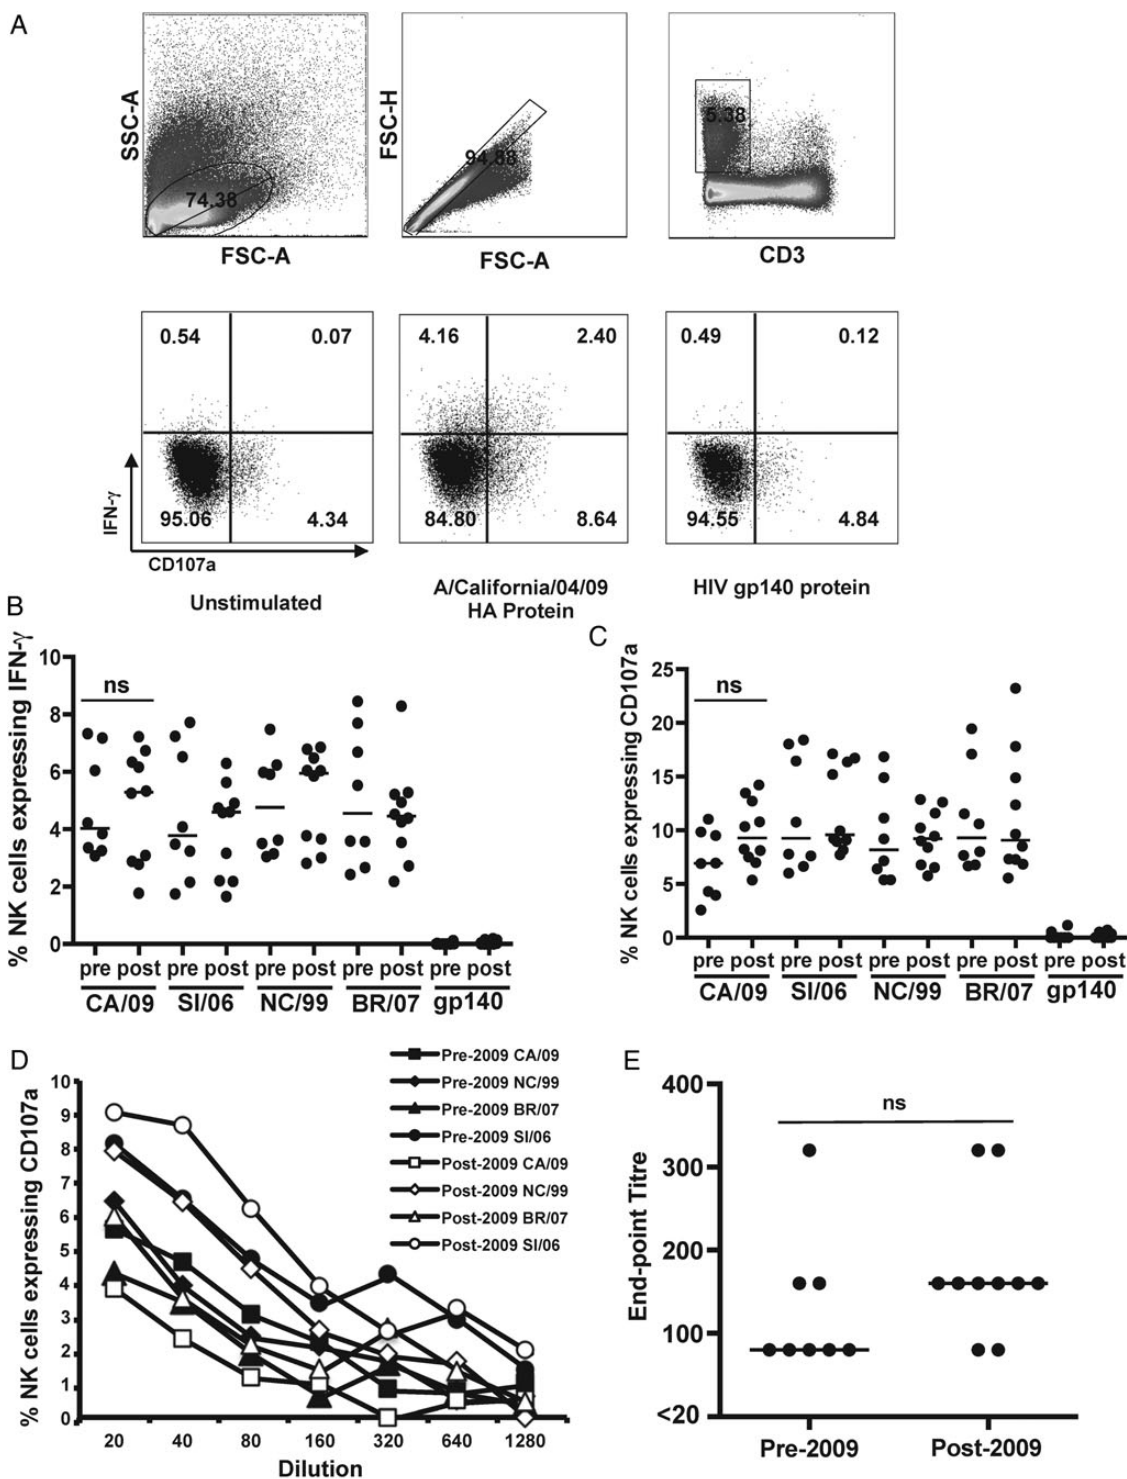 A
SSC-A
74.38
FSC-A
FSC-H
94.88
FSC-A
5.38
CD3
0.54
0.07
95.06
4.34
IFN-γ
CD107a
Unstimulated
4.16
2.40
84.80
8.64
A/California/04/09
HA Protein
0.49
0.12
94.55
4.84
HIV gp140 protein
B
% NK cells expressing IFN-γ
10
8
6
4
2
0
ns
pre post pre post pre post pre post pre post
CA/09 SI/06 NC/99 BR/07 gp140
C
% NK cells expressing CD107a
25
20
15
10
5
0
ns
pre post pre post pre post pre post pre post
CA/09 SI/06 NC/99 BR/07 gp140
D
% NK cells expressing CD107a
10
9
8
7
6
5
4
3
2
1
0
20 40 80 160 320 640 1280
Dilution
Pre-2009 CA/09
Pre-2009 NC/99
Pre-2009 BR/07
Pre-2009 SI/06
Post-2009 CA/09
Post-2009 NC/99
Post-2009 BR/07
Post-2009 SI/06
E
End-point Titre
400
300
200
100
<20
ns
Pre-2009 Post-2009